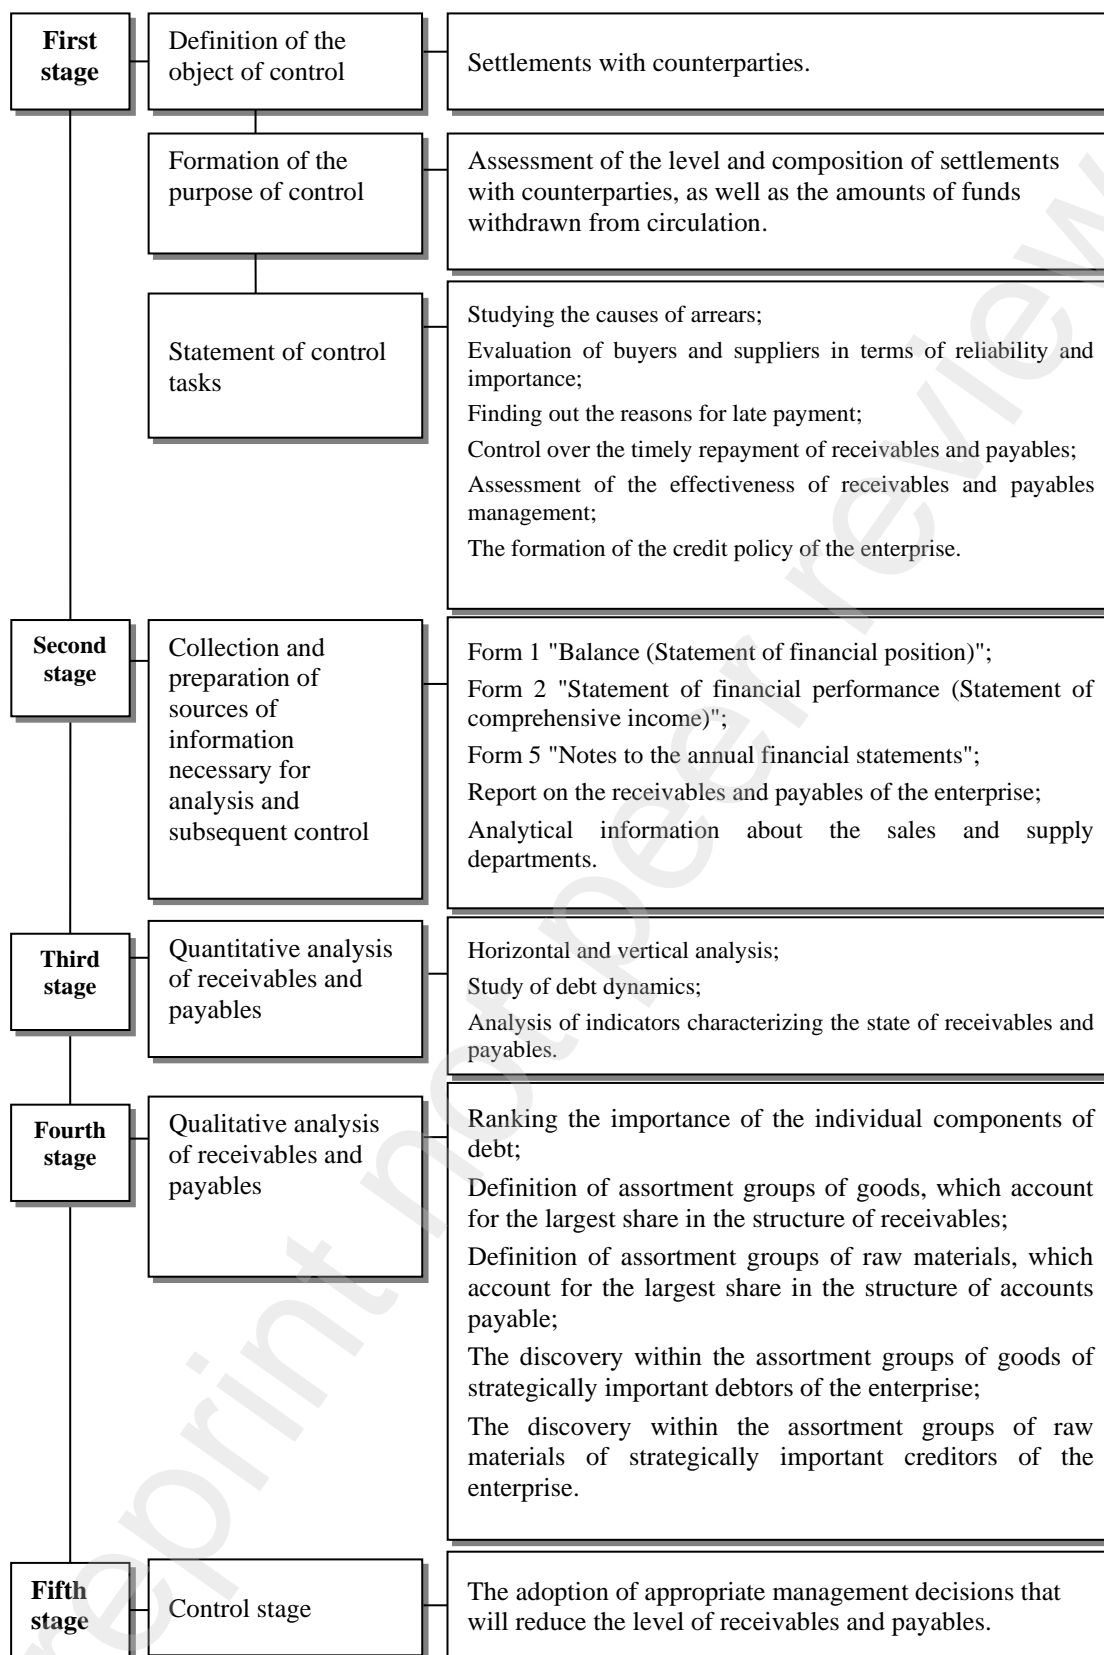 First
stage
Definition of the
object of control
Settlements with counterparties.
Formation of the
purpose of control
Assessment of the level and composition of settlements
with counterparties, as well as the amounts of funds
withdrawn from circulation.
Statement of control
tasks
Studying the causes of arrears;
Evaluation of buyers and suppliers in terms of reliability and
importance;
Finding out the reasons for late payment;
Control over the timely repayment of receivables and payables;
Assessment of the effectiveness of receivables and payables
management;
The formation of the credit policy of the enterprise.
Second
stage
Collection and
preparation of
sources of
information
necessary for
analysis and
subsequent control
Form 1 "Balance (Statement of financial position)";
Form 2 "Statement of financial performance (Statement of
comprehensive income)";
Form 5 "Notes to the annual financial statements";
Report on the receivables and payables of the enterprise;
Analytical information about the sales and supply
departments.
Third
stage
Quantitative analysis
of receivables and
payables
Horizontal and vertical analysis;
Study of debt dynamics;
Analysis of indicators characterizing the state of receivables and
payables.
Fourth
stage
Qualitative analysis
of receivables and
payables
Ranking the importance of the individual components of
debt;
Definition of assortment groups of goods, which account
for the largest share in the structure of receivables;
Definition of assortment groups of raw materials, which
account for the largest share in the structure of accounts
payable;
The discovery within the assortment groups of goods of
strategically important debtors of the enterprise;
The discovery within the assortment groups of raw
materials of strategically important creditors of the
enterprise.
Fifth
stage
Control stage
The adoption of appropriate management decisions that
will reduce the level of receivables and payables.
reprint not peer review